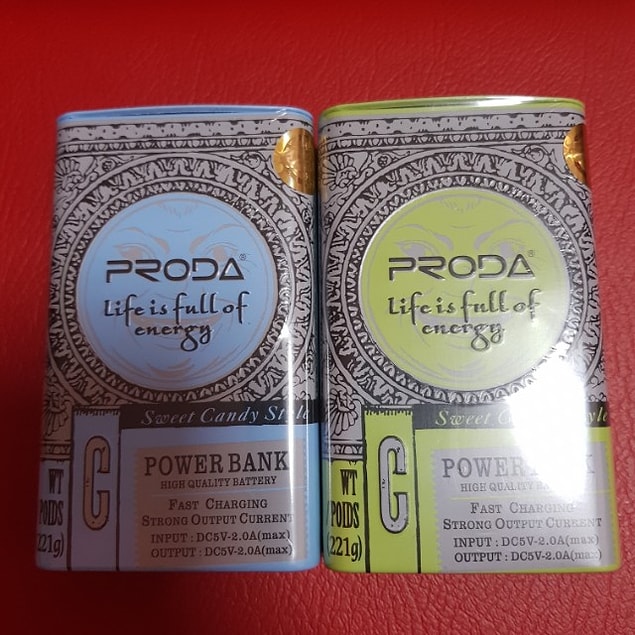 PRODA®
Life is full of
energy
Sweet Candy Style
C
WT
POIDS
(221g)
POWER BANK
HIGH QUALITY BATTERY
FAST CHARGING
STRONG OUTPUT CURRENT
INPUT : DC5V-2.0A(max)
OUTPUT : DC5V-2.0A(max)
PRODA®
Life is full of
energy
Sweet C yle
C
WT
POIDS
(221g)
POWER K
HIGH QUALITY
FAST CHARGING
STRONG OUTPUT CURRENT
INPUT : DC5V-2.0A(max)
OUTPUT : DC5V-2.0A(max)